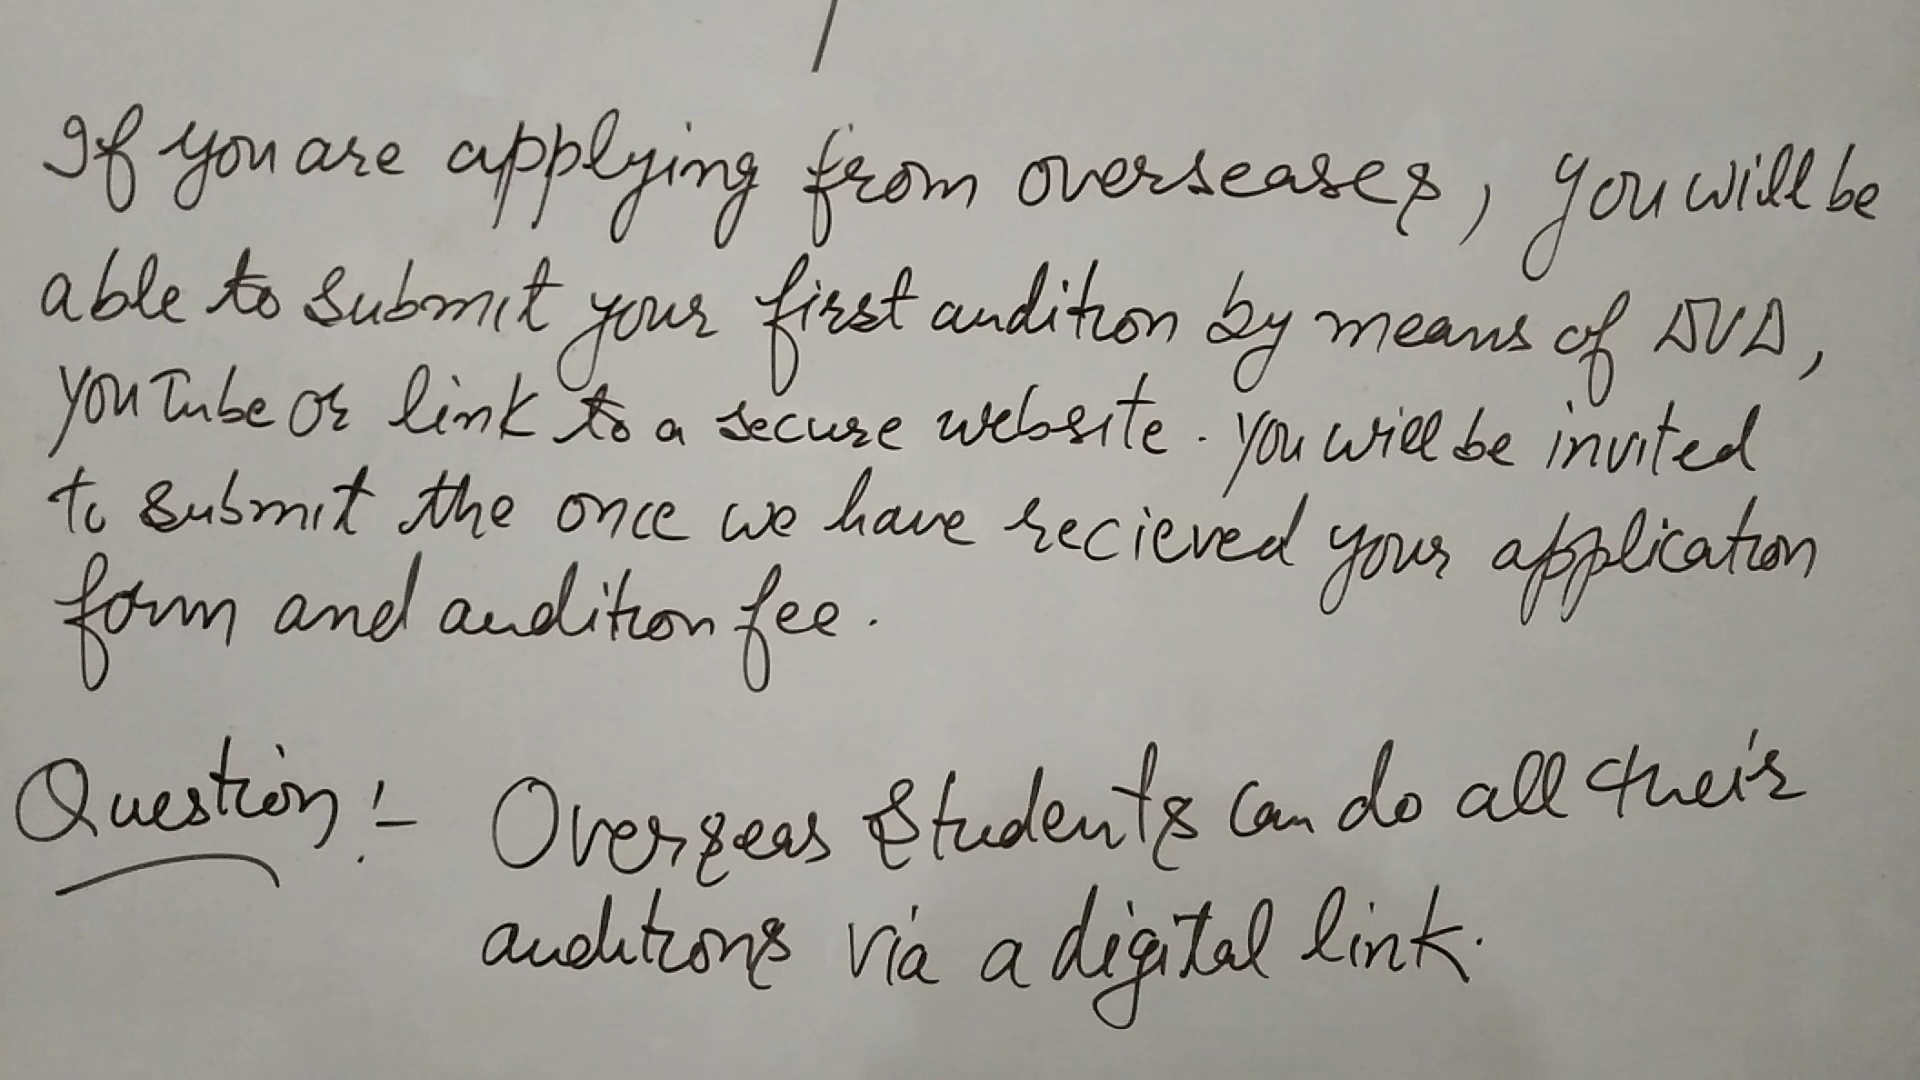 If you are applying from overseases, you will be
able to submit your first audition by means of DVD,
YouTube or link to a secure website. You will be invited
to submit the once we have recieved your application
form and audition fee.
Question :- Overseas students can do all their
auditions via a digital link.